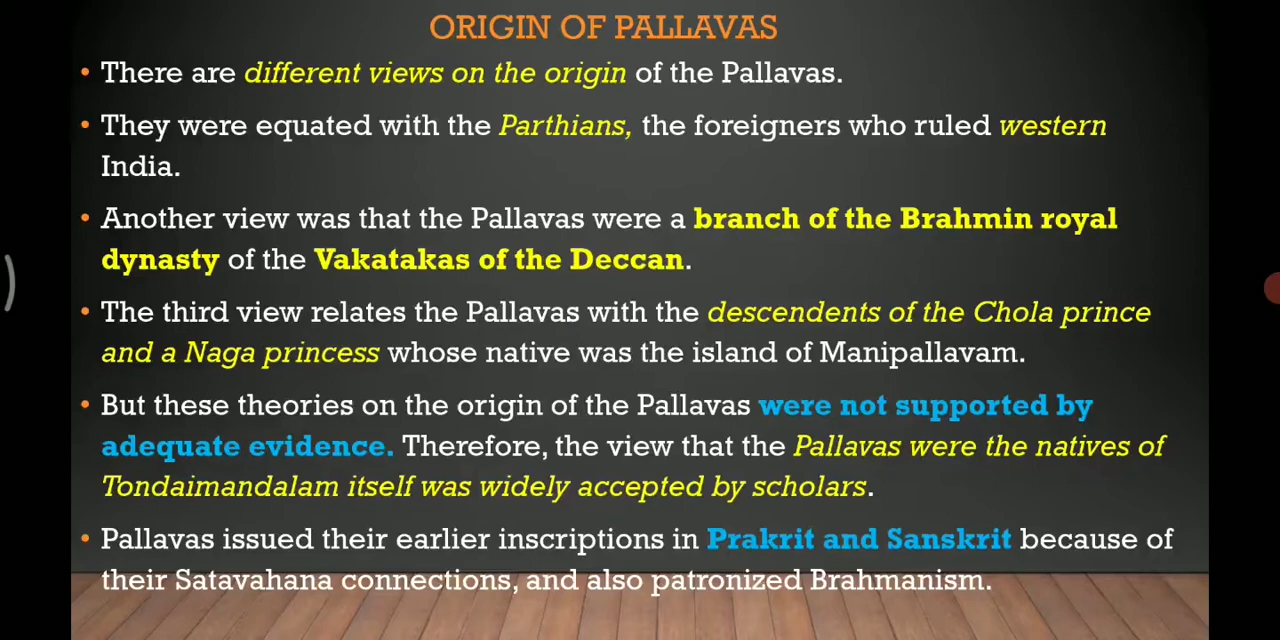 ORIGIN OF PALLAVAS
• There are different views on the origin of the Pallavas.
• They were equated with the Parthians, the foreigners who ruled western
India.
• Another view was that the Pallavas were a branch of the Brahmin royal
dynasty of the Vakatakas of the Deccan.
• The third view relates the Pallavas with the descendents of the Chola prince
and a Naga princess whose native was the island of Manipallavam.
• But these theories on the origin of the Pallavas were not supported by
adequate evidence. Therefore, the view that the Pallavas were the natives of
Tondaimandalam itself was widely accepted by scholars.
• Pallavas issued their earlier inscriptions in Prakrit and Sanskrit because of
their Satavahana connections, and also patronized Brahmanism.